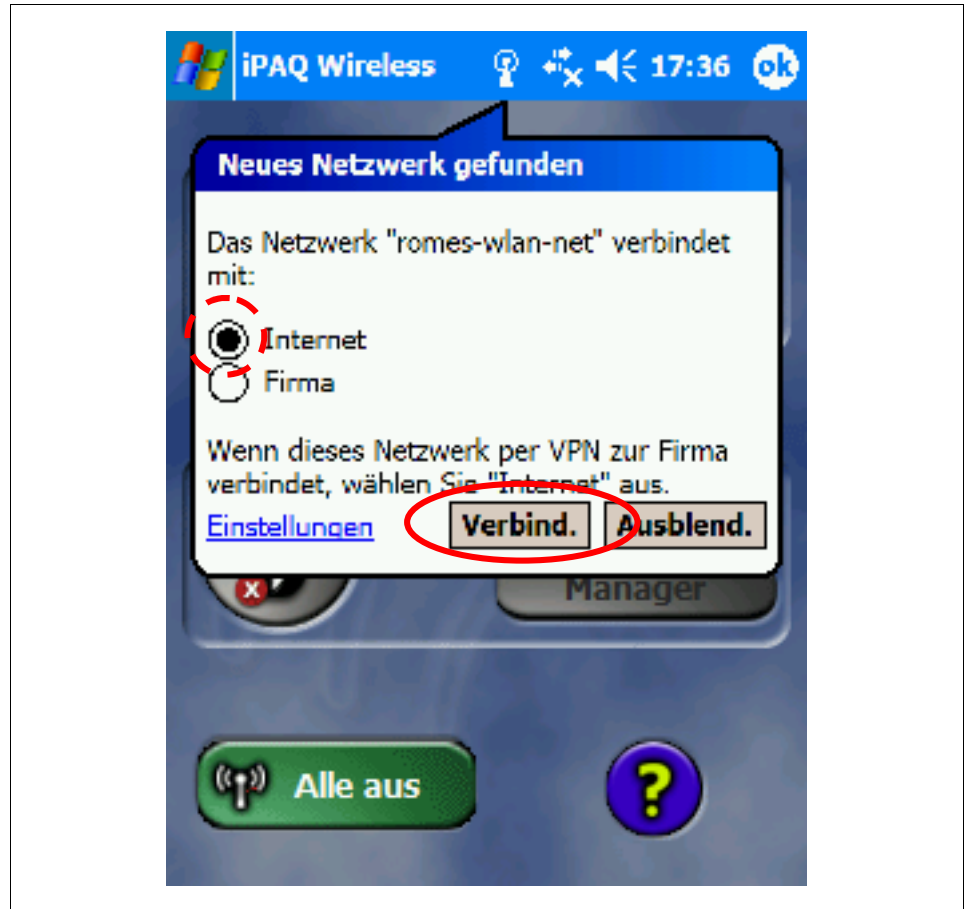 iPAQ Wireless 17:36 ok
Neues Netzwerk gefunden
Das Netzwerk "romes-wlan-net" verbindet
mit:
Internet
Firma
Wenn dieses Netzwerk per VPN zur Firma
verbindet, wählen Sie "Internet" aus.
Einstellungen Verbind. Ausblend.
Manager
Alle aus ?